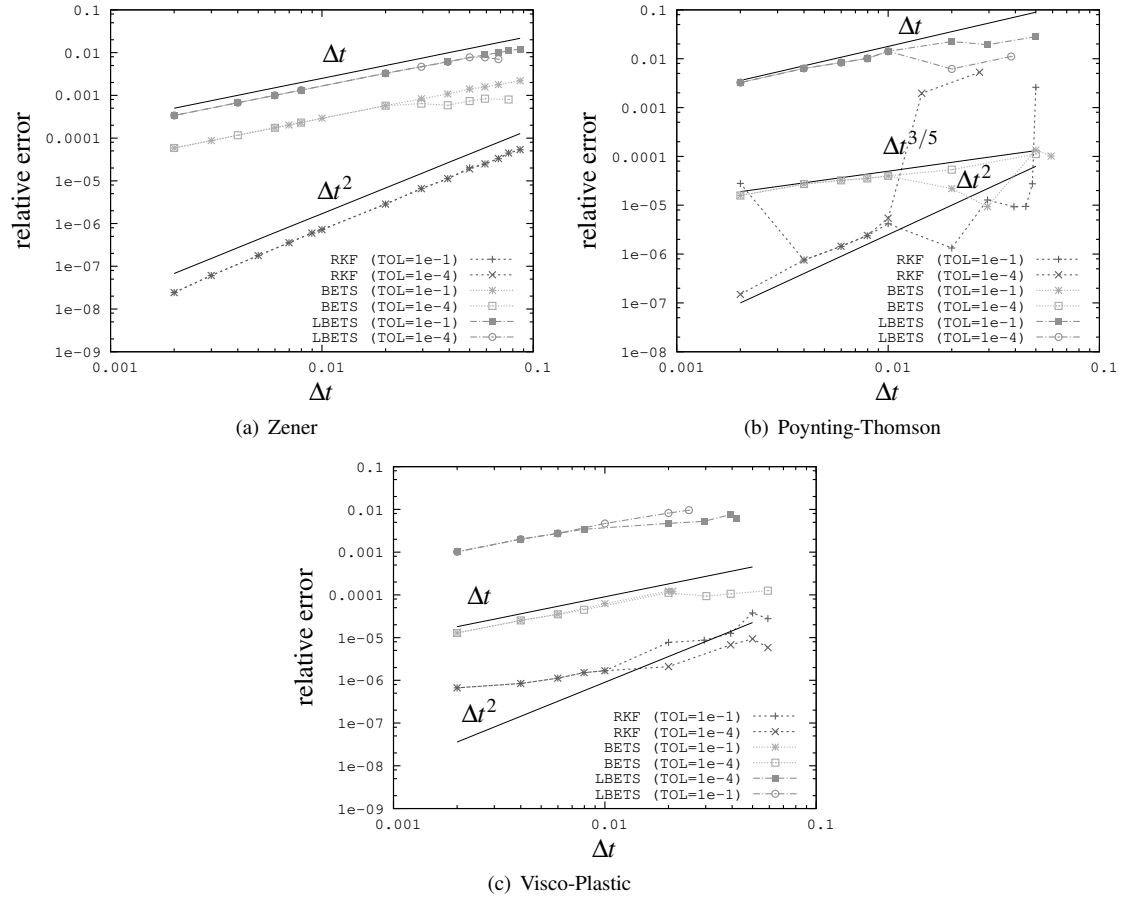 0.1
0.01
0.001
0.0001
1e-05
1e-06
1e-07
1e-08
1e-09
0.001
0.01
0.1
relative error
Δt
Δt
Δt²
RKF (TOL=1e-1)
RKF (TOL=1e-4)
BETS (TOL=1e-1)
BETS (TOL=1e-4)
LBETS (TOL=1e-1)
LBETS (TOL=1e-4)
(a) Zener
0.1
0.01
0.001
0.0001
1e-05
1e-06
1e-07
1e-08
0.001
0.01
0.1
relative error
Δt
Δt
Δt^3/5
Δt²
RKF (TOL=1e-1)
RKF (TOL=1e-4)
BETS (TOL=1e-1)
BETS (TOL=1e-4)
LBETS (TOL=1e-1)
LBETS (TOL=1e-4)
(b) Poynting-Thomson
0.1
0.01
0.001
0.0001
1e-05
1e-06
1e-07
1e-08
1e-09
0.001
0.01
0.1
relative error
Δt
Δt
Δt²
RKF (TOL=1e-1)
RKF (TOL=1e-4)
BETS (TOL=1e-1)
BETS (TOL=1e-4)
LBETS (TOL=1e-4)
LBETS (TOL=1e-1)
(c) Visco-Plastic